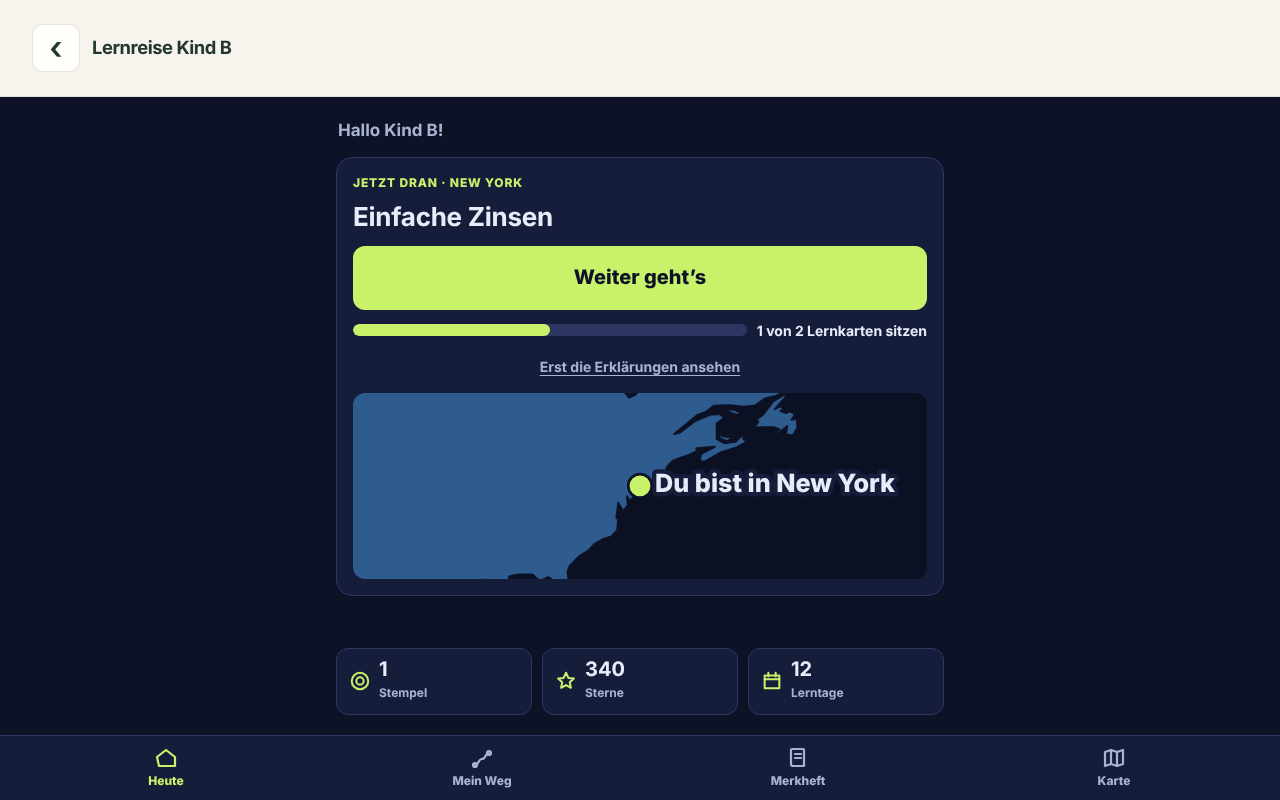 Lernreise Kind B
Hallo Kind B!
JETZT DRAN · NEW YORK
Einfache Zinsen
Weiter geht’s
1 von 2 Lernkarten sitzen
Erst die Erklärungen ansehen
Du bist in New York
1
Stempel
340
Sterne
12
Lerntage
Heute
Mein Weg
Merkheft
Karte